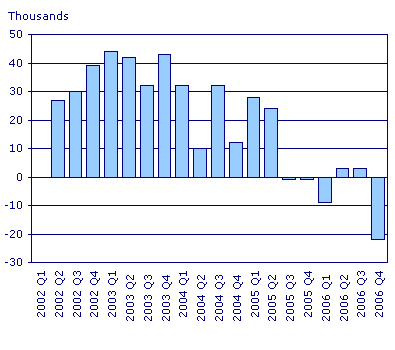 Thousands
50
40
30
20
10
0
-10
-20
-30
2002 Q1
2002 Q2
2002 Q3
2002 Q4
2003 Q1
2003 Q2
2003 Q3
2003 Q4
2004 Q1
2004 Q2
2004 Q3
2004 Q4
2005 Q1
2005 Q2
2005 Q3
2005 Q4
2006 Q1
2006 Q2
2006 Q3
2006 Q4